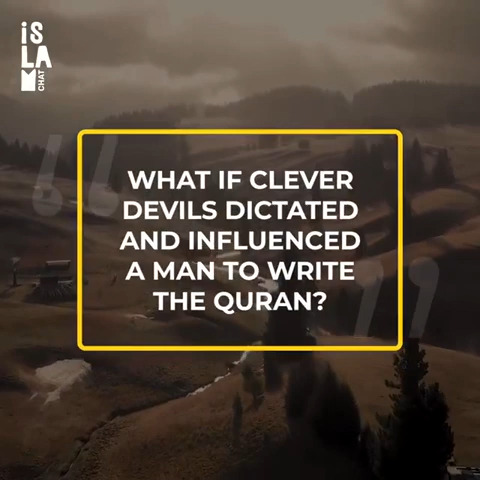 iSLAM
CHAT
WHAT IF CLEVER
DEVILS DICTATED
AND INFLUENCED
A MAN TO WRITE
THE QURAN?